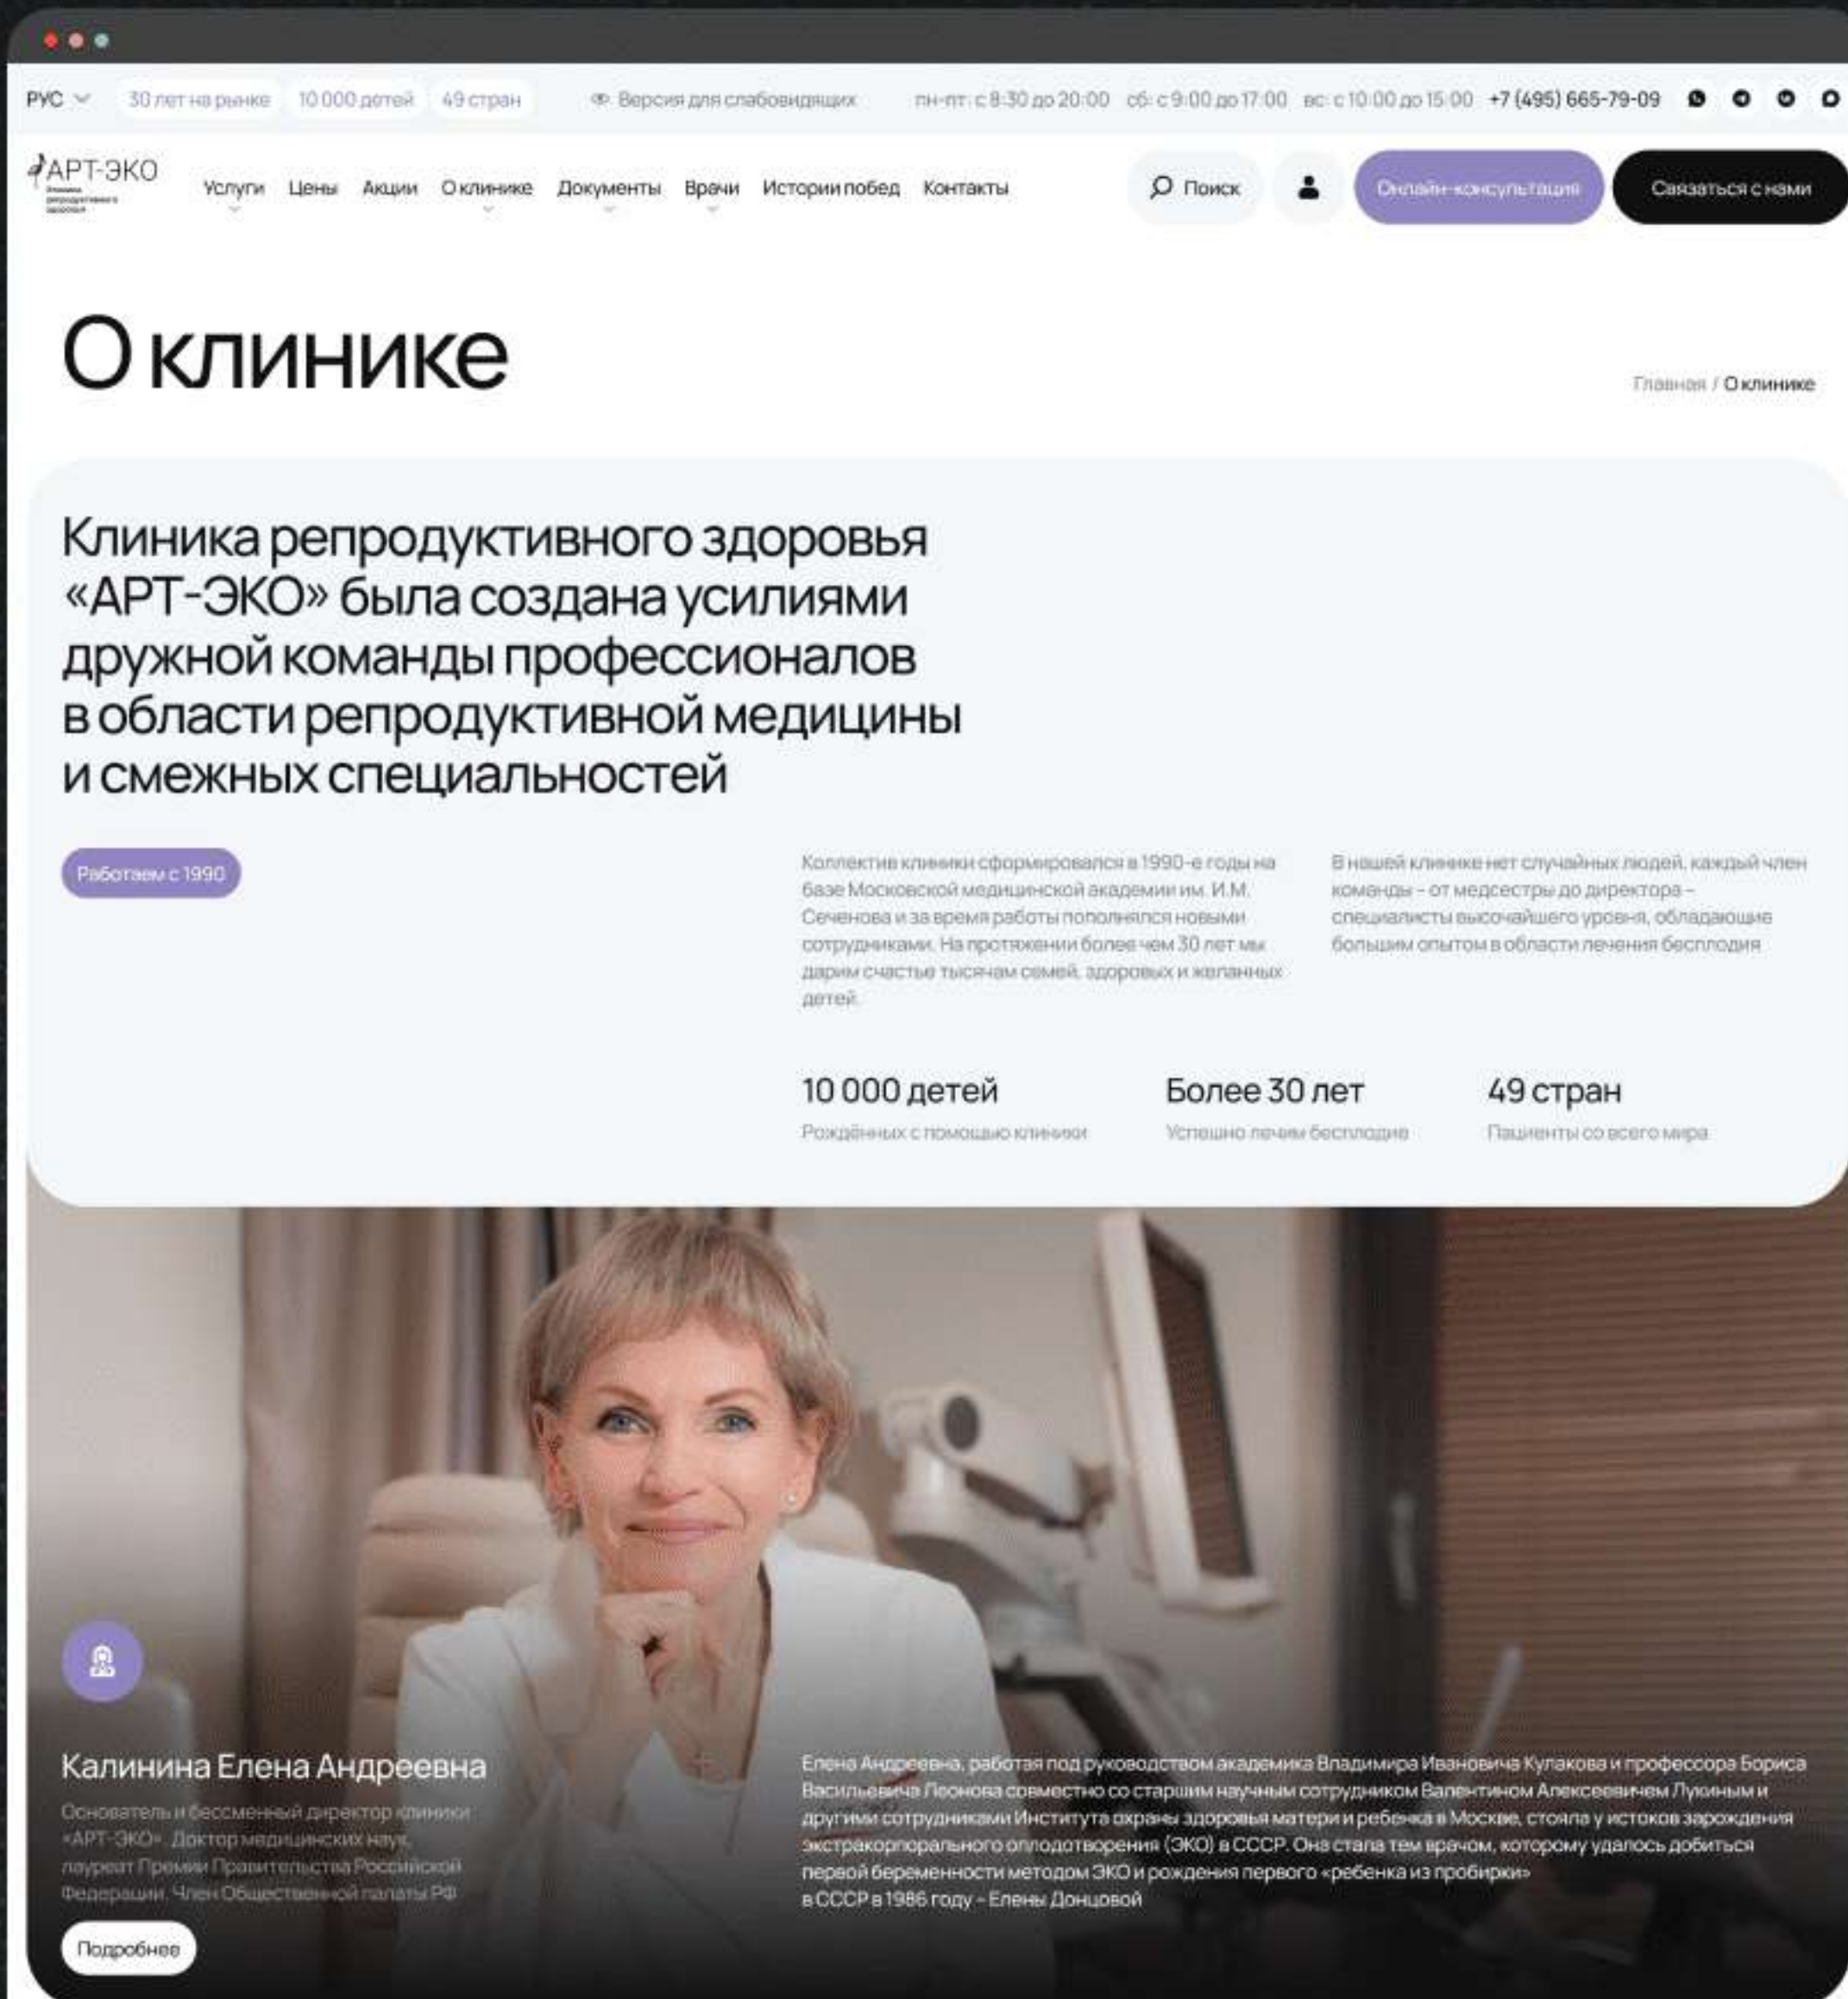 РУС 30 лет на рынке 10 000 детей 49 стран Версия для слабовидящих пн-пт: с 8:30 до 20:00 сб: с 9:00 до 17:00 вс: с 10:00 до 15:00 +7 (495) 665-79-09
АРТ-ЭКО
Клиника
репродуктивного
здоровья
Услуги Цены Акции О клинике Документы Врачи Истории побед Контакты Поиск Онлайн-консультация Связаться с нами
О клинике
Главная / О клинике
Клиника репродуктивного здоровья
«АРТ-ЭКО» была создана усилиями
дружной команды профессионалов
в области репродуктивной медицины
и смежных специальностей
Работаем с 1990
Коллектив клиники сформировался в 1990-е годы на
базе Московской медицинской академии им. И.М.
Сеченова и за время работы пополнялся новыми
сотрудниками. На протяжении более чем 30 лет мы
дарим счастье тысячам семей, здоровых и желанных
детей.
В нашей клинике нет случайных людей, каждый член
команды – от медсестры до директора –
специалисты высочайшего уровня, обладающие
большим опытом в области лечения бесплодия
10 000 детей
Рождённых с помощью клиники
Более 30 лет
Успешно лечим бесплодие
49 стран
Пациенты со всего мира
Калинина Елена Андреевна
Основатель и бессменный директор клиники
«АРТ-ЭКО». Доктор медицинских наук,
лауреат Премии Правительства Российской
Федерации. Член Общественной палаты РФ
Подробнее
Елена Андреевна, работая под руководством академика Владимира Ивановича Кулакова и профессора Бориса
Васильевича Леонова совместно со старшим научным сотрудником Валентином Алексеевичем Лукиным и
другими сотрудниками Института охраны здоровья матери и ребенка в Москве, стояла у истоков зарождения
экстракорпорального оплодотворения (ЭКО) в СССР. Она стала тем врачом, которому удалось добиться
первой беременности методом ЭКО и рождения первого «ребенка из пробирки»
в СССР в 1986 году – Елены Донцовой